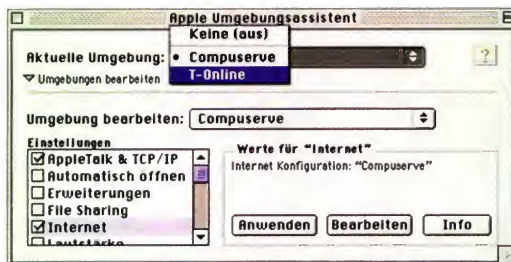 Apple Umgebungsassistent
Keine (aus)
Aktuelle Umgebung: • Compuserve
T-Online
?
Umgebungen bearbeiten
Umgebung bearbeiten: Compuserve
Einstellungen
AppleTalk & TCP/IP
Automatisch öffnen
Erweiterungen
File Sharing
Internet
Lautstärke
Werte für "Internet"
Internet Konfiguration: "Compuserve"
Anwenden Bearbeiten Info